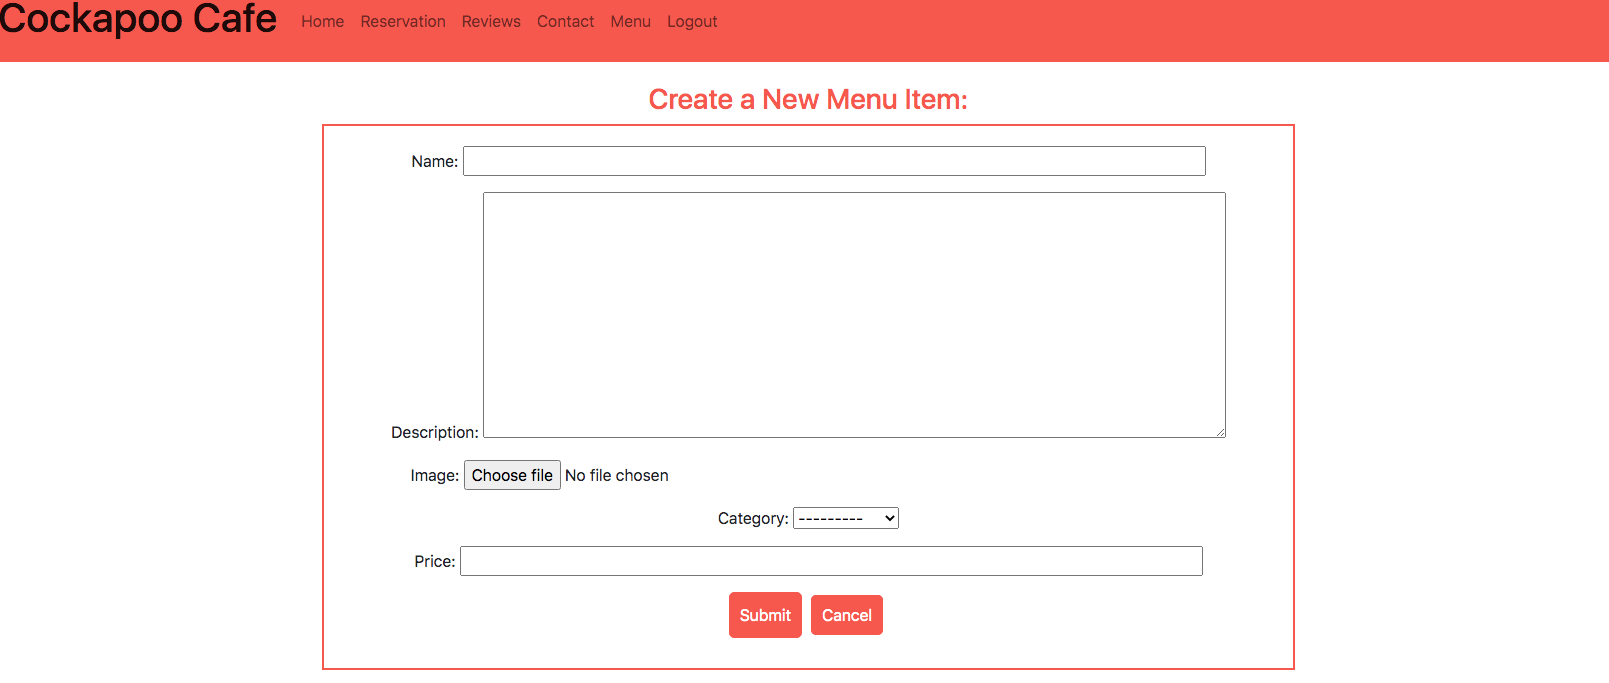 Cockapoo Cafe Home Reservation Reviews Contact Menu Logout
Create a New Menu Item:
Name:
Description:
Image: Choose file No file chosen
Category: ---------
Price:
Submit Cancel